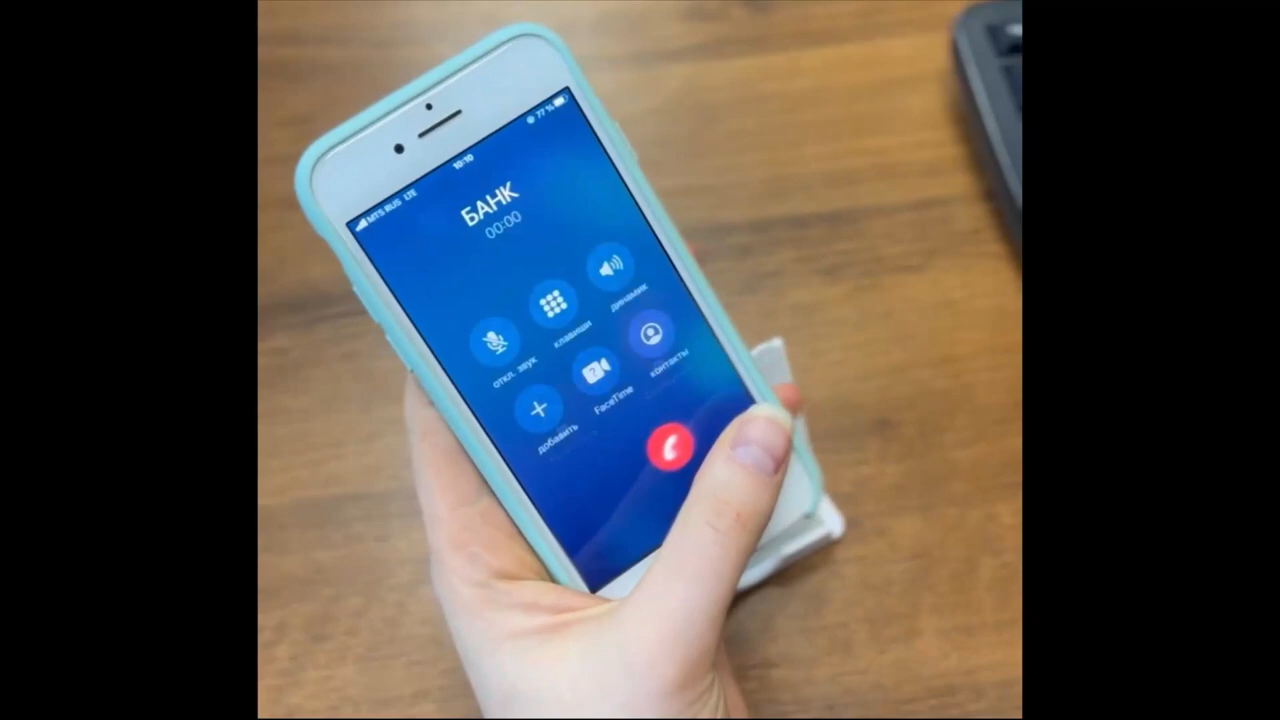 MTS RUS LTE 10:10 77 %
БАНК
00:00
откл. звук клавиши динамик
добавить FaceTime контакты